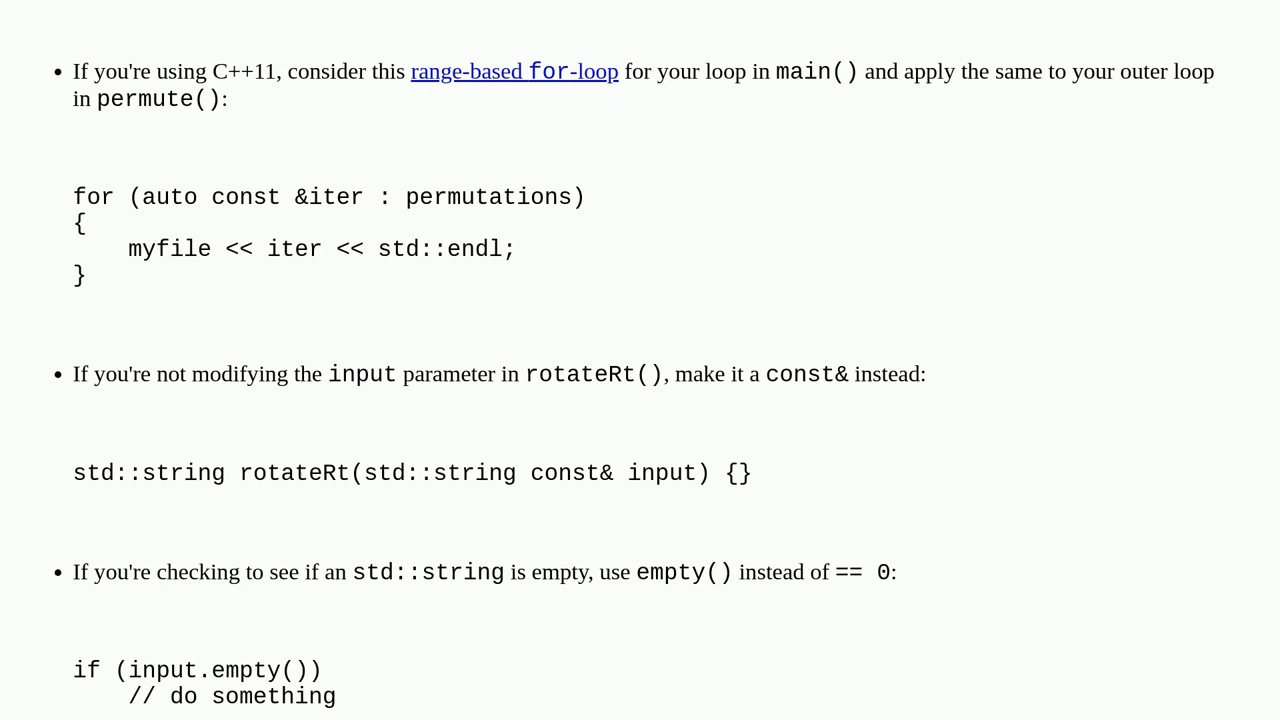 • If you're using C++11, consider this range-based for-loop for your loop in main() and apply the same to your outer loop
in permute():
for (auto const &iter : permutations)
{
    myfile << iter << std::endl;
}
• If you're not modifying the input parameter in rotateRt(), make it a const& instead:
std::string rotateRt(std::string const& input) {}
• If you're checking to see if an std::string is empty, use empty() instead of == 0:
if (input.empty())
    // do something